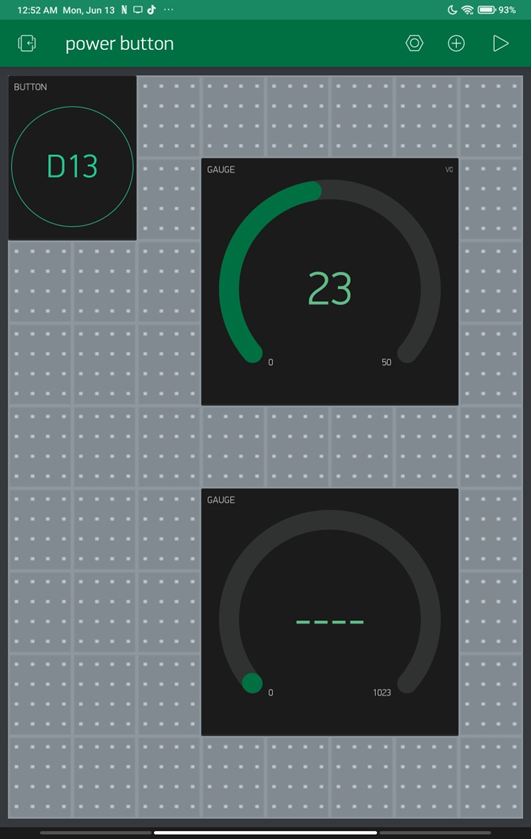 12:52 AM Mon, Jun 13 N ··· 93%
power button
BUTTON
D13
GAUGE V0
23
0 50
GAUGE
----
0 1023